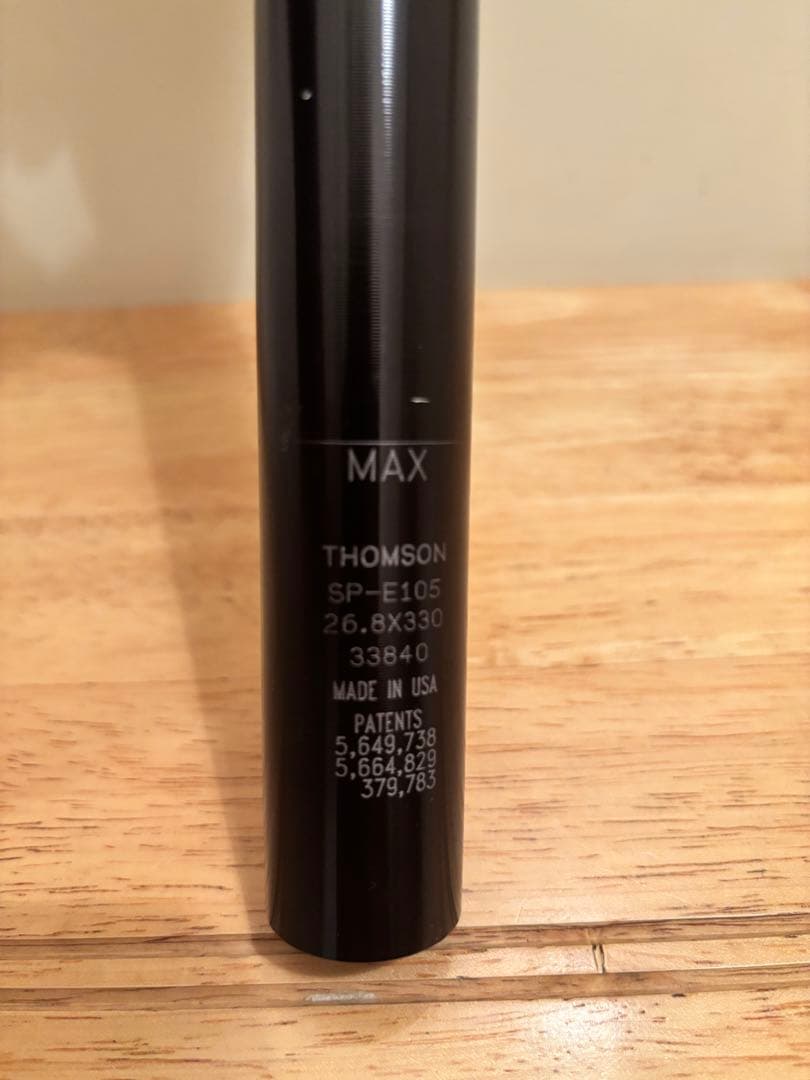 MAX
THOMSON
SP-E105
26.8X330
33840
MADE IN USA
PATENTS
5,649,738
5,664,829
379,783